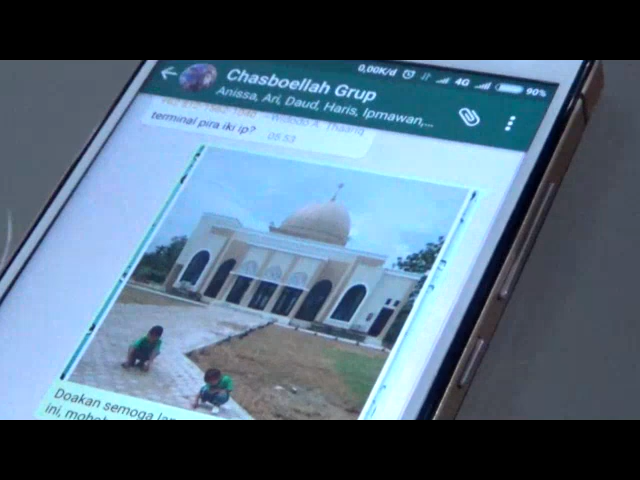 0,00K/d 4G 90%
Chasboellah Grup
Anissa, Ari, Daud, Haris, Ipmawan,...
terminal pira iki ip?
05:53
Doakan semoga
ini,